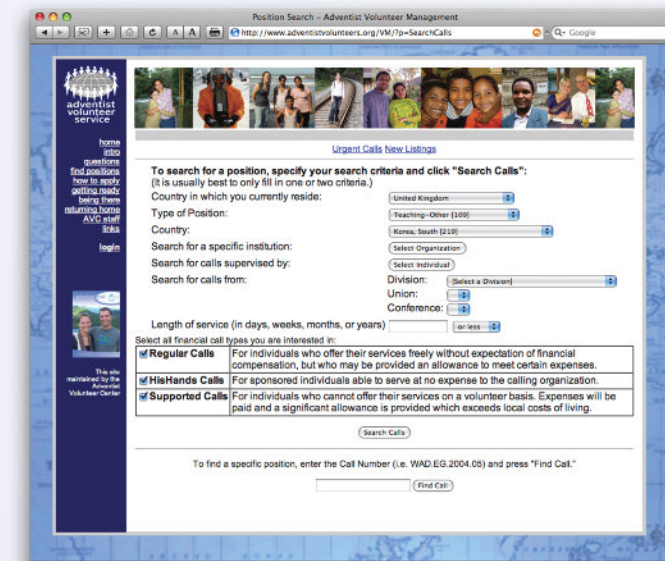 Position Search – Adventist Volunteer Management
A A http://www.adventistvolunteers.org/VM/?p=SearchCalls Q- Google
adventist
volunteer
service
home
intro
questions
find positions
how to apply
getting ready
being there
returning home
AVC staff
links
login
This site
maintained by the
Adventist
Volunteer Center
Urgent Calls New Listings
To search for a position, specify your search criteria and click "Search Calls":
(It is usually best to only fill in one or two criteria.)
Country in which you currently reside: United Kingdom
Type of Position: Teaching-Other (109)
Country: Korea, South (219)
Search for a specific institution: Select Organization
Search for calls supervised by: Select Individual
Search for calls from: Division: [Select a Division]
Union:
Conference:
Length of service (in days, weeks, months, or years) or less
Select all financial call types you are interested in:
Regular Calls For individuals who offer their services freely without expectation of financial
compensation, but who may be provided an allowance to meet certain expenses.
HisHands Calls For sponsored individuals able to serve at no expense to the calling organization.
Supported Calls For individuals who cannot offer their services on a volunteer basis. Expenses will be
paid and a significant allowance is provided which exceeds local costs of living.
Search Calls
To find a specific position, enter the Call Number (i.e. WAD.EG.2004.05) and press "Find Call."
Find Call